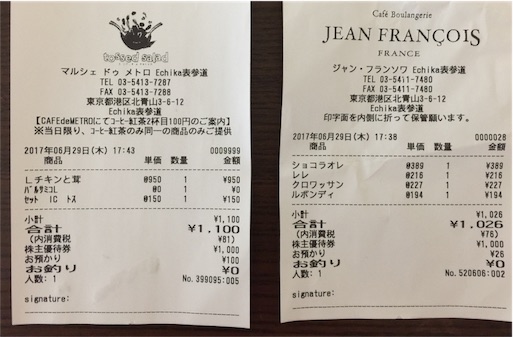 tossed salad
マルシェ ドゥ メトロ Echika表参道
TEL 03-5413-7287
FAX 03-5413-7288
東京都港区北青山3-6-12
Echika表参道
【CAFEdeMETROにてｺｰﾋｰ紅茶2杯目100円のご案内】
※当日限り、ｺｰﾋｰ紅茶のみ同一の商品のみご提供
2017年06月29日(木) 17:43 0009999
商品 単価 数量 金額
Ｌチキンと茸 @950 1 ¥950
ﾊﾞﾙｻﾐｺL @0 1 ¥0
ｾｯﾄ IC ﾄｽ @150 1 ¥150
小計 ¥1,100
合計 ¥1,100
(内消費税 ¥81)
株主優待券 ¥1,000
お預かり ¥100
お釣り ¥0
人数: 1 No.399095:005
signature:
Café Boulangerie
JEAN FRANÇOIS
FRANCE
ジャン・フランソワ Echika表参道
TEL 03-5411-7480
FAX 03-5411-7480
東京都港区北青山3-6-12
Echika表参道
印字面を内側に折って保管願います。
2017年06月29日(木) 17:38 0000028
商品 単価 数量 金額
ショコラオレ @389 1 ¥389
レレ @216 1 ¥216
クロワッサン @227 1 ¥227
ルボンディ @194 1 ¥194
小計 ¥1,026
合計 ¥1,026
(内消費税 ¥76)
株主優待券 ¥1,000
お預かり ¥26
お釣り ¥0
人数: 1 No.520606:002
signature: